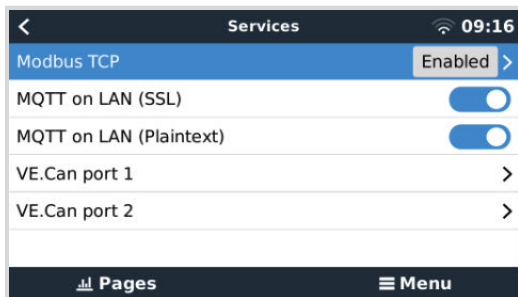 Services 09:16
Modbus TCP Enabled
MQTT on LAN (SSL)
MQTT on LAN (Plaintext)
VE.Can port 1
VE.Can port 2
Pages Menu